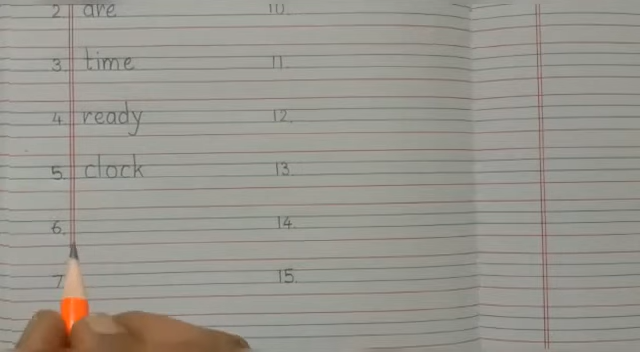 2 are
10.
3. time
11.
4. ready
12.
5. clock
13.
6.
14.
7
15.